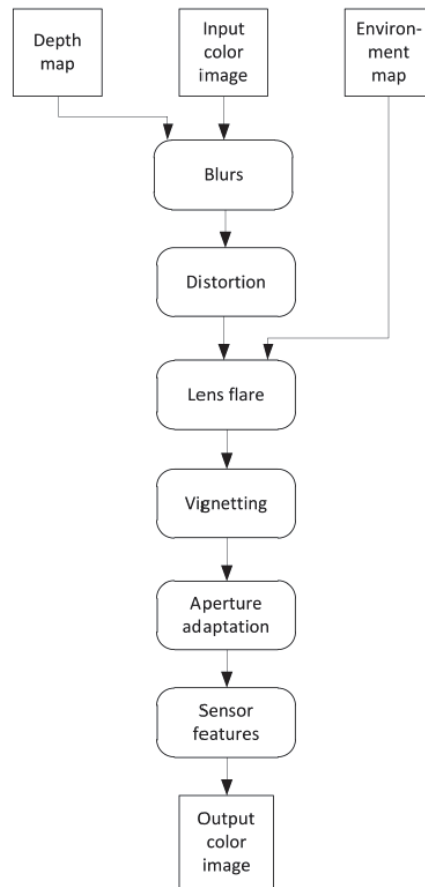 Depth
map
Input
color
image
Environ-
ment
map
Blurs
Distortion
Lens flare
Vignetting
Aperture
adaptation
Sensor
features
Output
color
image